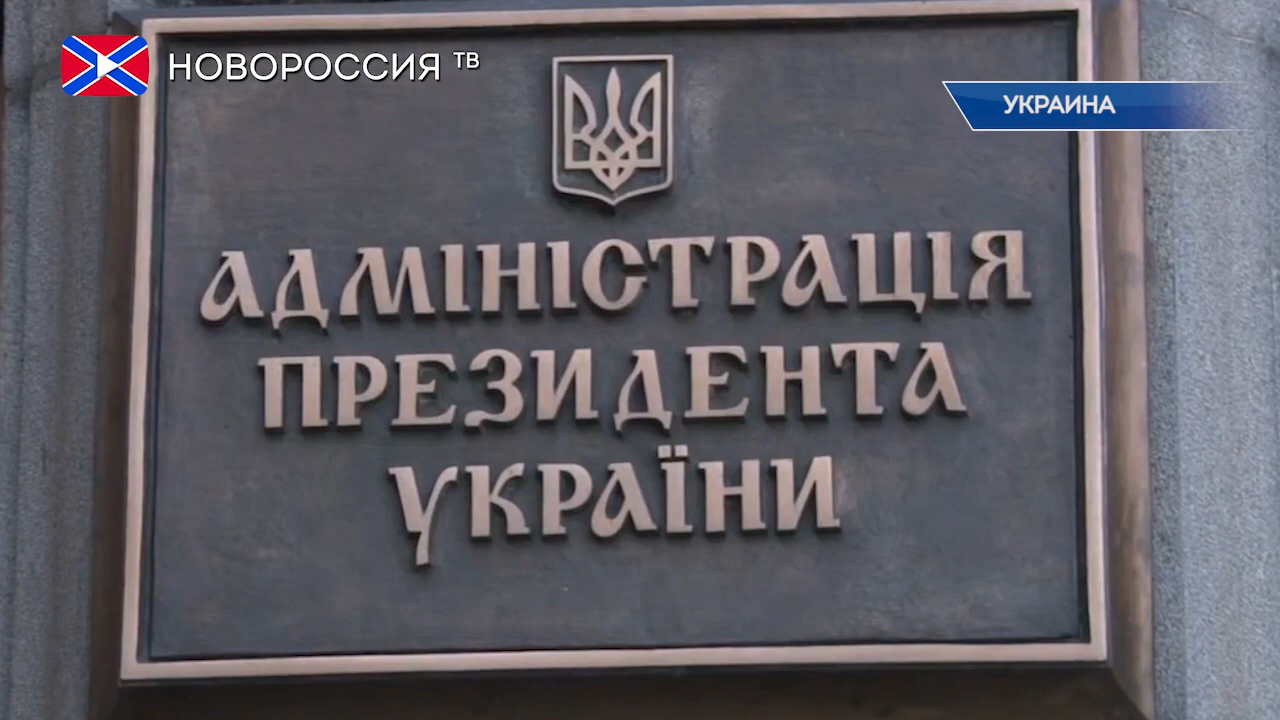 НОВОРОССИЯ ТВ
УКРАИНА
АДМІНІСТРАЦІЯ
ПРЕЗИДЕНТА
УКРАЇНИ